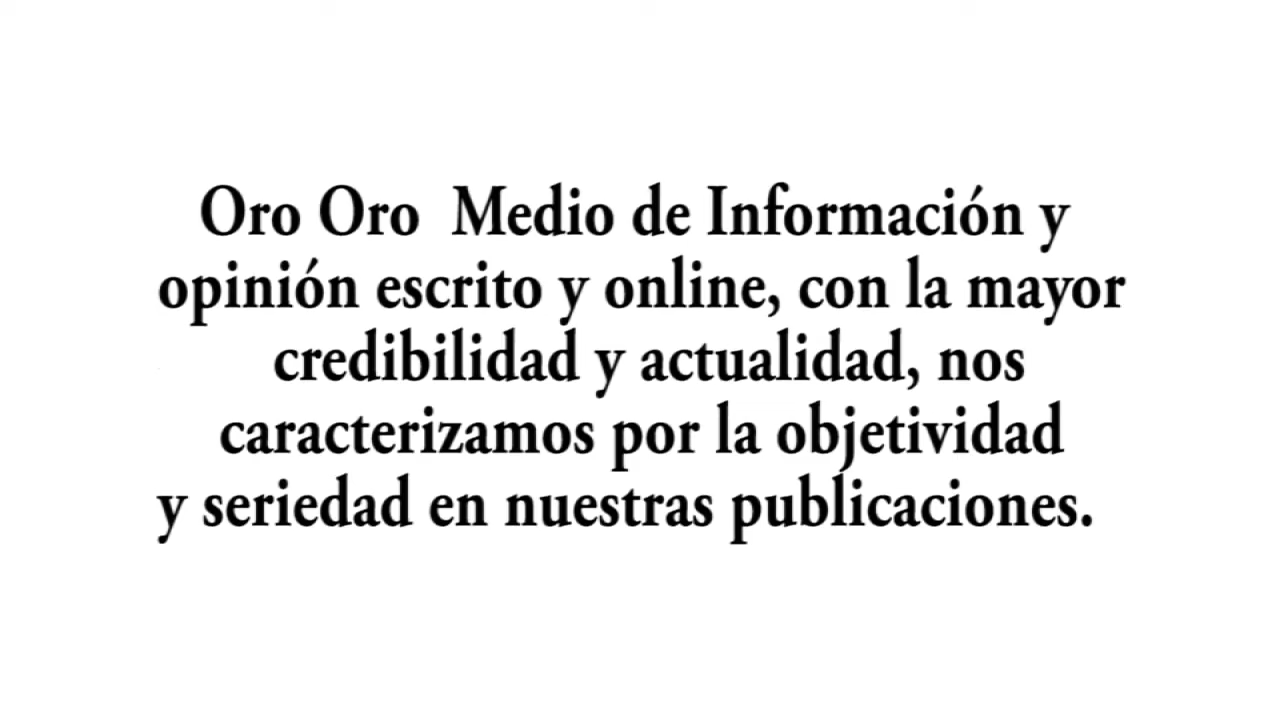 Oro Oro Medio de Información y
opinión escrito y online, con la mayor
credibilidad y actualidad, nos
caracterizamos por la objetividad
y seriedad en nuestras publicaciones.